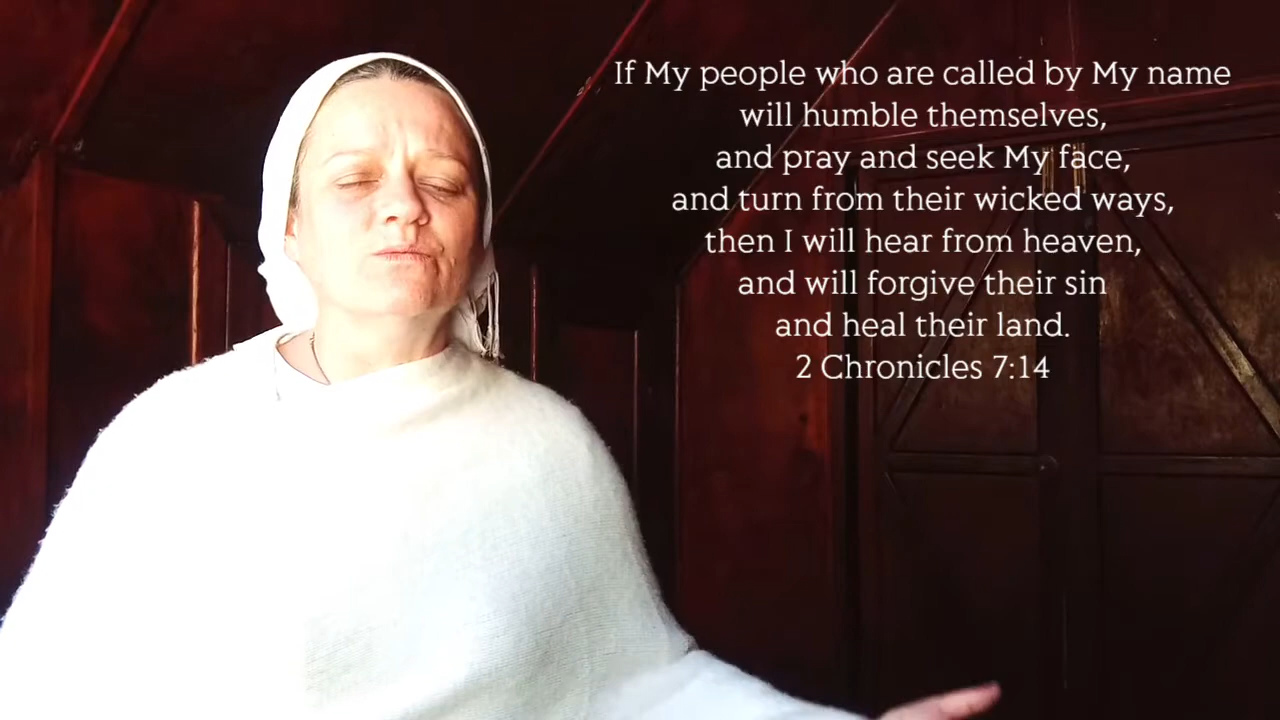 If My people who are called by My name
will humble themselves,
and pray and seek My face,
and turn from their wicked ways,
then I will hear from heaven,
and will forgive their sin
and heal their land.
2 Chronicles 7:14